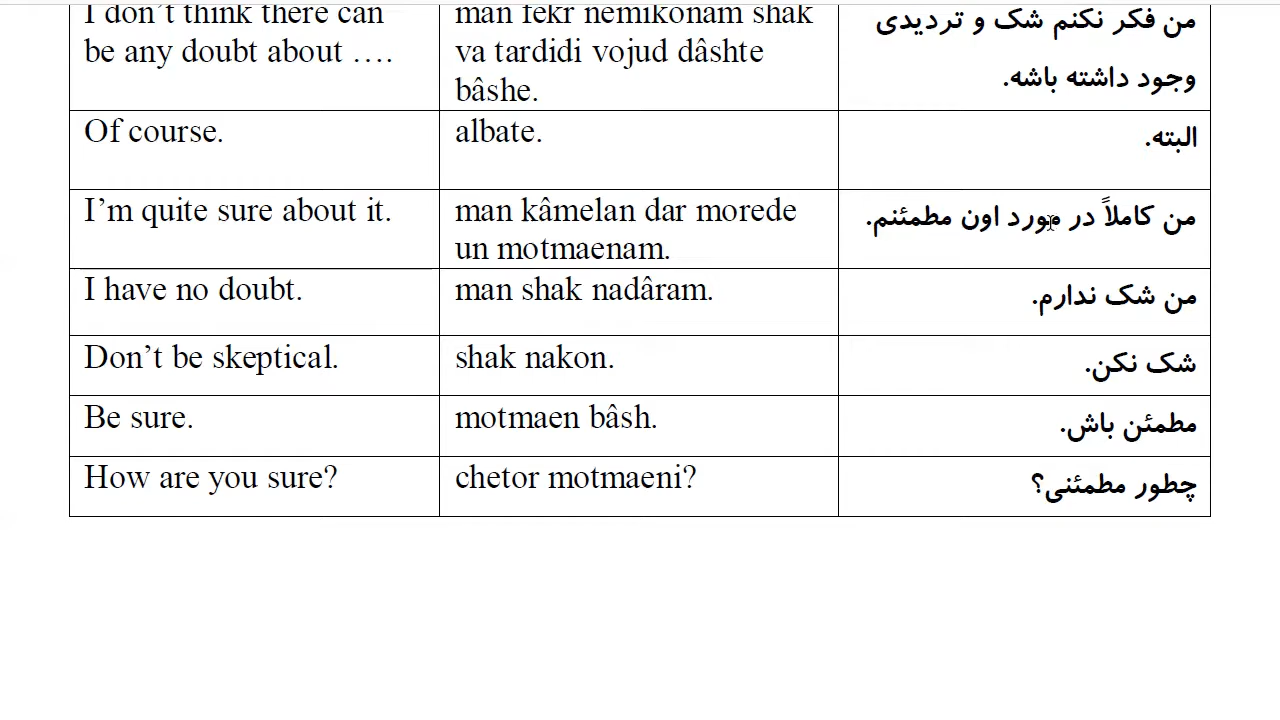 I don’t think there can
be any doubt about ….
man fekr nemikonam shak
va tardidi vojud dâshte
bâshe.
من فکر نکنم شک و تردیدی
وجود داشته باشه.
Of course.
albate.
البته.
I’m quite sure about it.
man kâmelan dar morede
un motmaenam.
من کاملاً در مورد اون مطمئنم.
I have no doubt.
man shak nadâram.
من شک ندارم.
Don’t be skeptical.
shak nakon.
شک نکن.
Be sure.
motmaen bâsh.
مطمئن باش.
How are you sure?
chetor motmaeni?
چطور مطمئنی؟